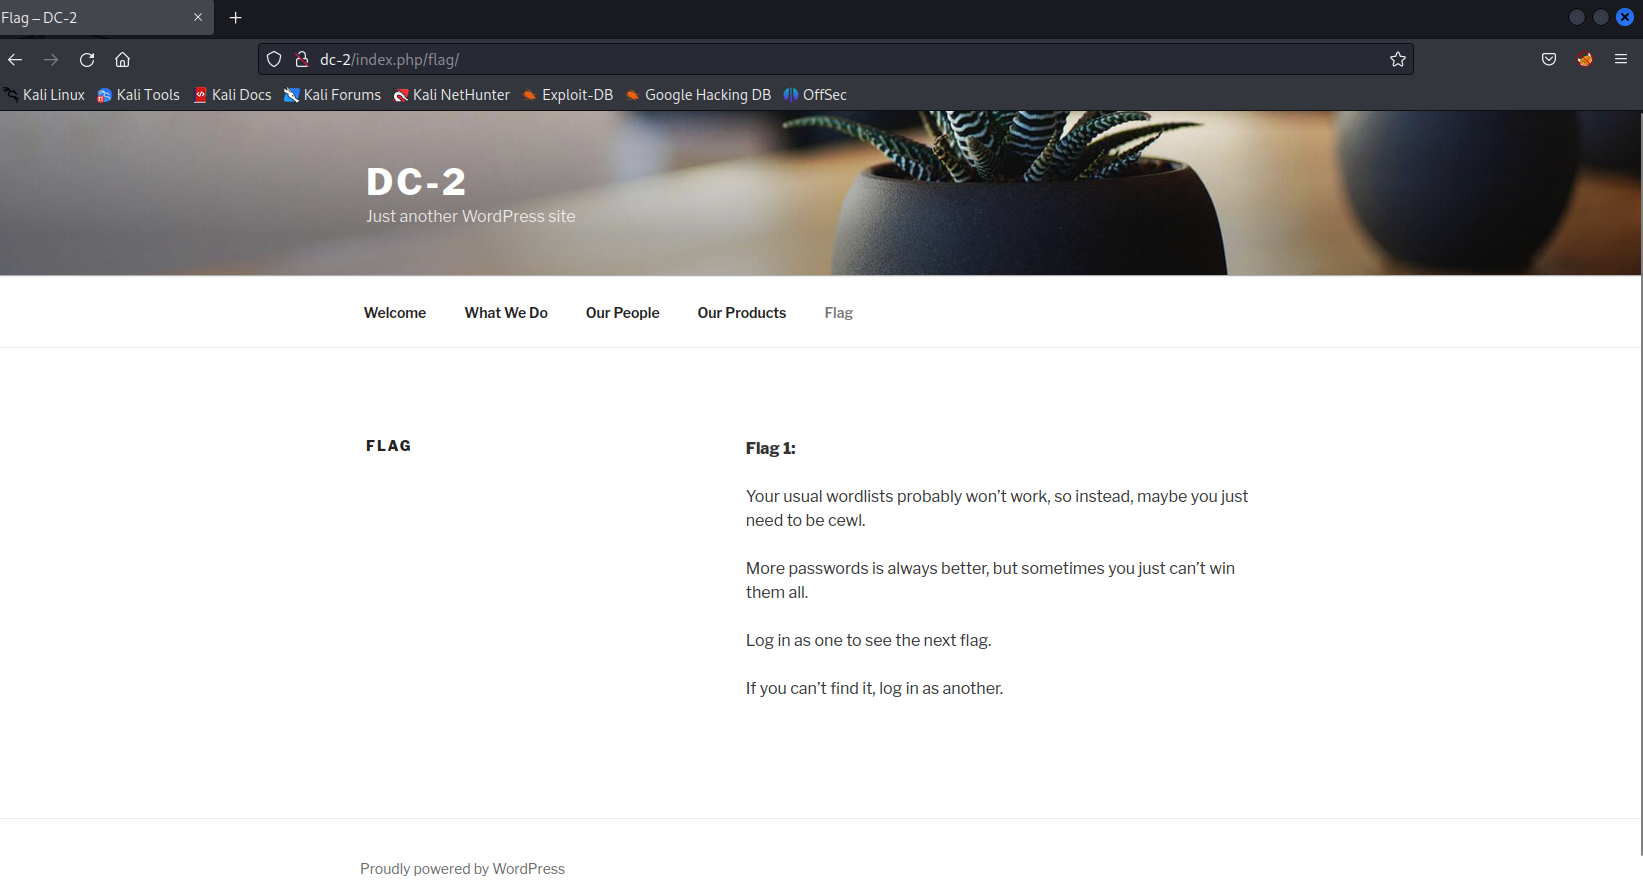 Flag – DC-2
dc-2/index.php/flag/
Kali Linux Kali Tools Kali Docs Kali Forums Kali NetHunter Exploit-DB Google Hacking DB OffSec
DC-2
Just another WordPress site
Welcome What We Do Our People Our Products Flag
FLAG
Flag 1:
Your usual wordlists probably won’t work, so instead, maybe you just
need to be cewl.
More passwords is always better, but sometimes you just can’t win
them all.
Log in as one to see the next flag.
If you can’t find it, log in as another.
Proudly powered by WordPress